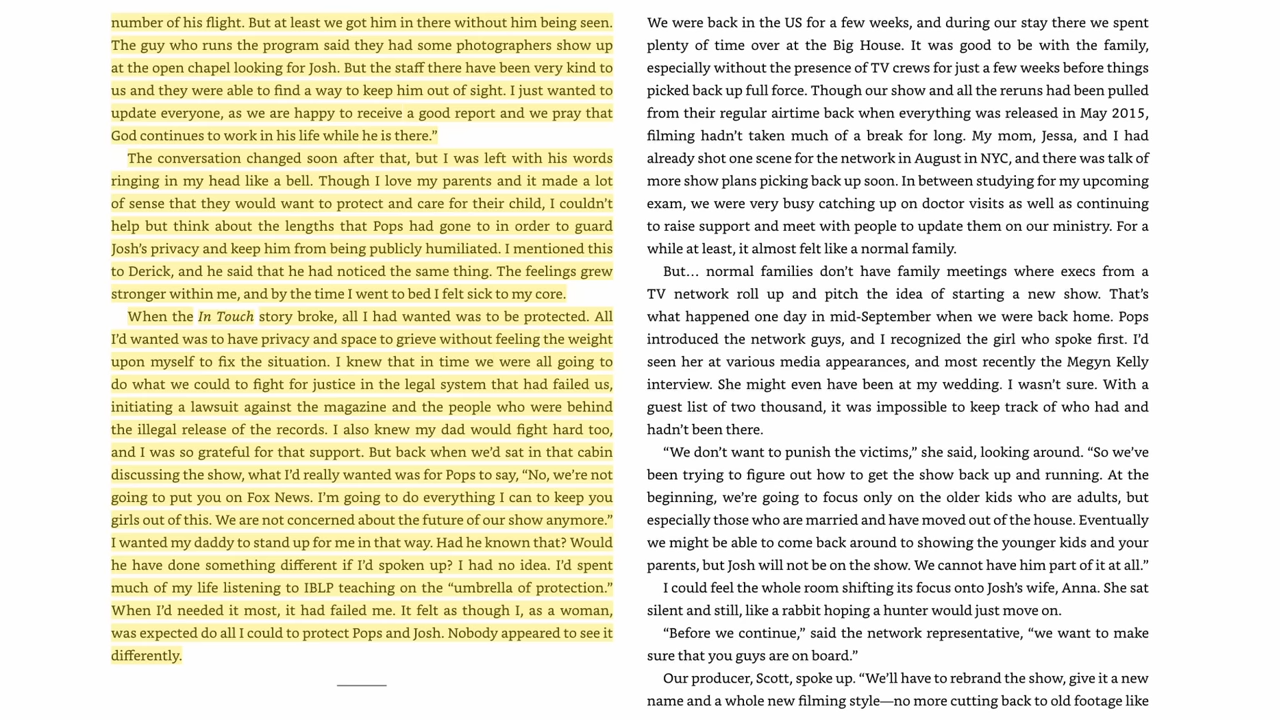 number of his flight. But at least we got him in there without him being seen.
The guy who runs the program said they had some photographers show up
at the open chapel looking for Josh. But the staff there have been very kind to
us and they were able to find a way to keep him out of sight. I just wanted to
update everyone, as we are happy to receive a good report and we pray that
God continues to work in his life while he is there.”
The conversation changed soon after that, but I was left with his words
ringing in my head like a bell. Though I love my parents and it made a lot
of sense that they would want to protect and care for their child, I couldn’t
help but think about the lengths that Pops had gone to in order to guard
Josh’s privacy and keep him from being publicly humiliated. I mentioned this
to Derick, and he said that he had noticed the same thing. The feelings grew
stronger within me, and by the time I went to bed I felt sick to my core.
When the In Touch story broke, all I had wanted was to be protected. All
I’d wanted was to have privacy and space to grieve without feeling the weight
upon myself to fix the situation. I knew that in time we were all going to
do what we could to fight for justice in the legal system that had failed us,
initiating a lawsuit against the magazine and the people who were behind
the illegal release of the records. I also knew my dad would fight hard too,
and I was so grateful for that support. But back when we’d sat in that cabin
discussing the show, what I’d really wanted was for Pops to say, “No, we’re not
going to put you on Fox News. I’m going to do everything I can to keep you
girls out of this. We are not concerned about the future of our show anymore.”
I wanted my daddy to stand up for me in that way. Had he known that? Would
he have done something different if I’d spoken up? I had no idea. I’d spent
much of my life listening to IBLP teaching on the “umbrella of protection.”
When I’d needed it most, it had failed me. It felt as though I, as a woman,
was expected do all I could to protect Pops and Josh. Nobody appeared to see it
differently.
We were back in the US for a few weeks, and during our stay there we spent
plenty of time over at the Big House. It was good to be with the family,
especially without the presence of TV crews for just a few weeks before things
picked back up full force. Though our show and all the reruns had been pulled
from their regular airtime back when everything was released in May 2015,
filming hadn’t taken much of a break for long. My mom, Jessa, and I had
already shot one scene for the network in August in NYC, and there was talk of
more show plans picking back up soon. In between studying for my upcoming
exam, we were very busy catching up on doctor visits as well as continuing
to raise support and meet with people to update them on our ministry. For a
while at least, it almost felt like a normal family.
But… normal families don’t have family meetings where execs from a
TV network roll up and pitch the idea of starting a new show. That’s
what happened one day in mid-September when we were back home. Pops
introduced the network guys, and I recognized the girl who spoke first. I’d
seen her at various media appearances, and most recently the Megyn Kelly
interview. She might even have been at my wedding. I wasn’t sure. With a
guest list of two thousand, it was impossible to keep track of who had and
hadn’t been there.
“We don’t want to punish the victims,” she said, looking around. “So we’ve
been trying to figure out how to get the show back up and running. At the
beginning, we’re going to focus only on the older kids who are adults, but
especially those who are married and have moved out of the house. Eventually
we might be able to come back around to showing the younger kids and your
parents, but Josh will not be on the show. We cannot have him part of it at all.”
I could feel the whole room shifting its focus onto Josh’s wife, Anna. She sat
silent and still, like a rabbit hoping a hunter would just move on.
“Before we continue,” said the network representative, “we want to make
sure that you guys are on board.”
Our producer, Scott, spoke up. “We’ll have to rebrand the show, give it a new
name and a whole new filming style—no more cutting back to old footage like